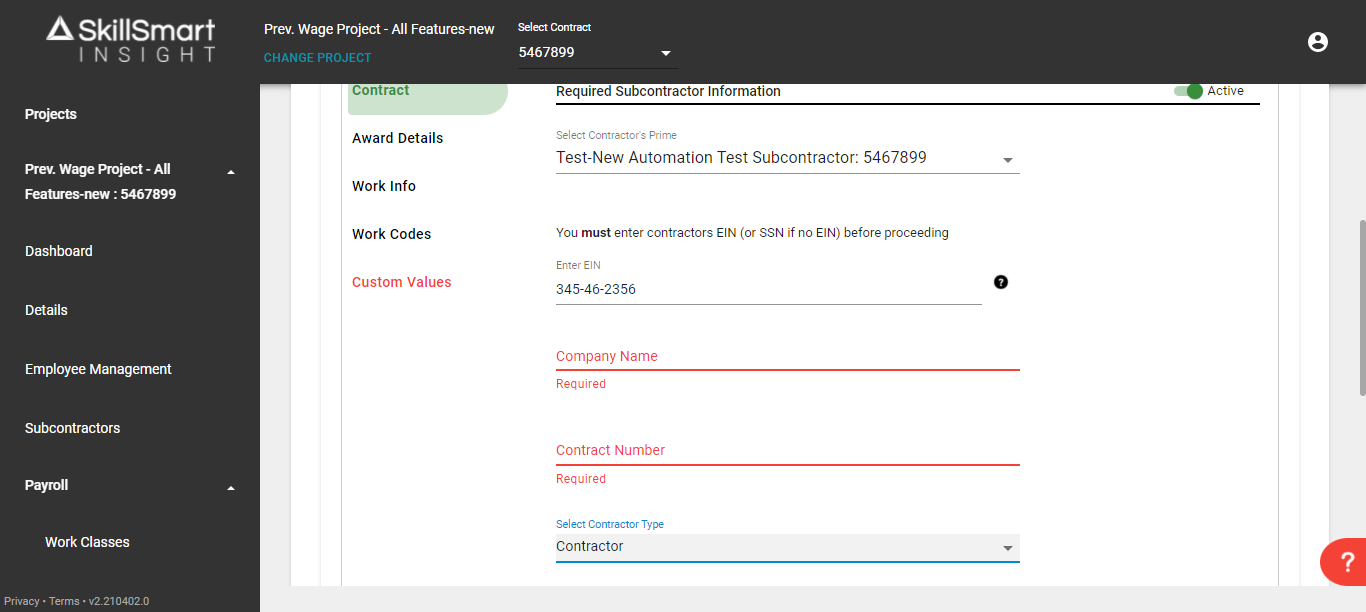 SkillSmart
INSIGHT
Prev. Wage Project - All Features-new
CHANGE PROJECT
Select Contract
5467899
Projects
Prev. Wage Project - All
Features-new : 5467899
Dashboard
Details
Employee Management
Subcontractors
Payroll
Work Classes
Privacy • Terms • v2.210402.0
Contract
Award Details
Work Info
Work Codes
Custom Values
Required Subcontractor Information
Active
Select Contractor's Prime
Test-New Automation Test Subcontractor: 5467899
You must enter contractors EIN (or SSN if no EIN) before proceeding
Enter EIN
345-46-2356
?
Company Name
Required
Contract Number
Required
Select Contractor Type
Contractor
?